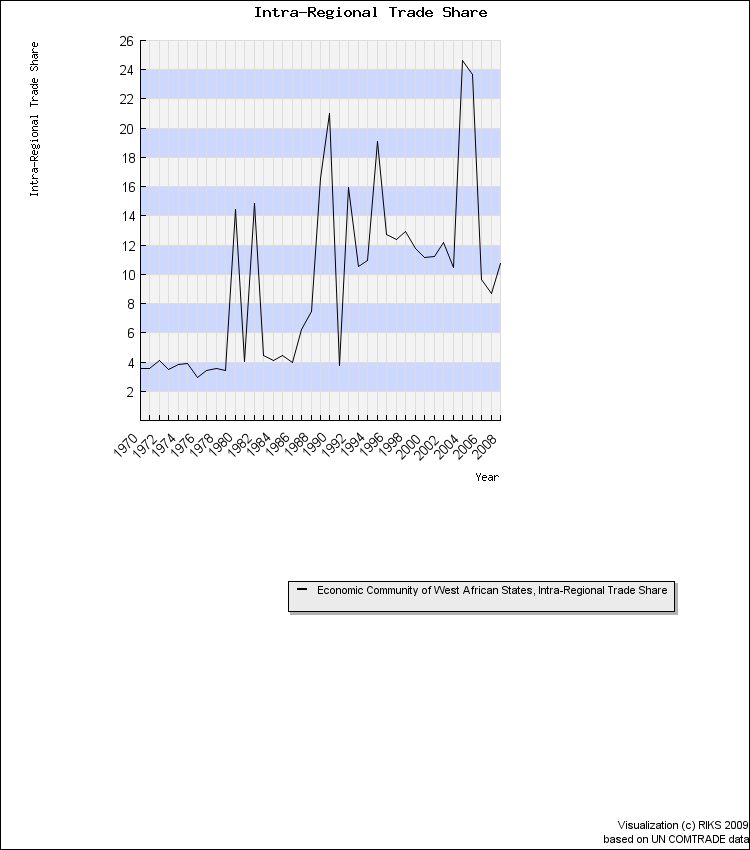 Intra-Regional Trade Share
Intra-Regional Trade Share
26
24
22
20
18
16
14
12
10
8
6
4
2
1970 1972 1974 1976 1978 1980 1982 1984 1986 1988 1990 1992 1994 1996 1998 2000 2002 2004 2006 2008
Year
Economic Community of West African States, Intra-Regional Trade Share
Visualization (c) RIKS 2009
based on UN COMTRADE data